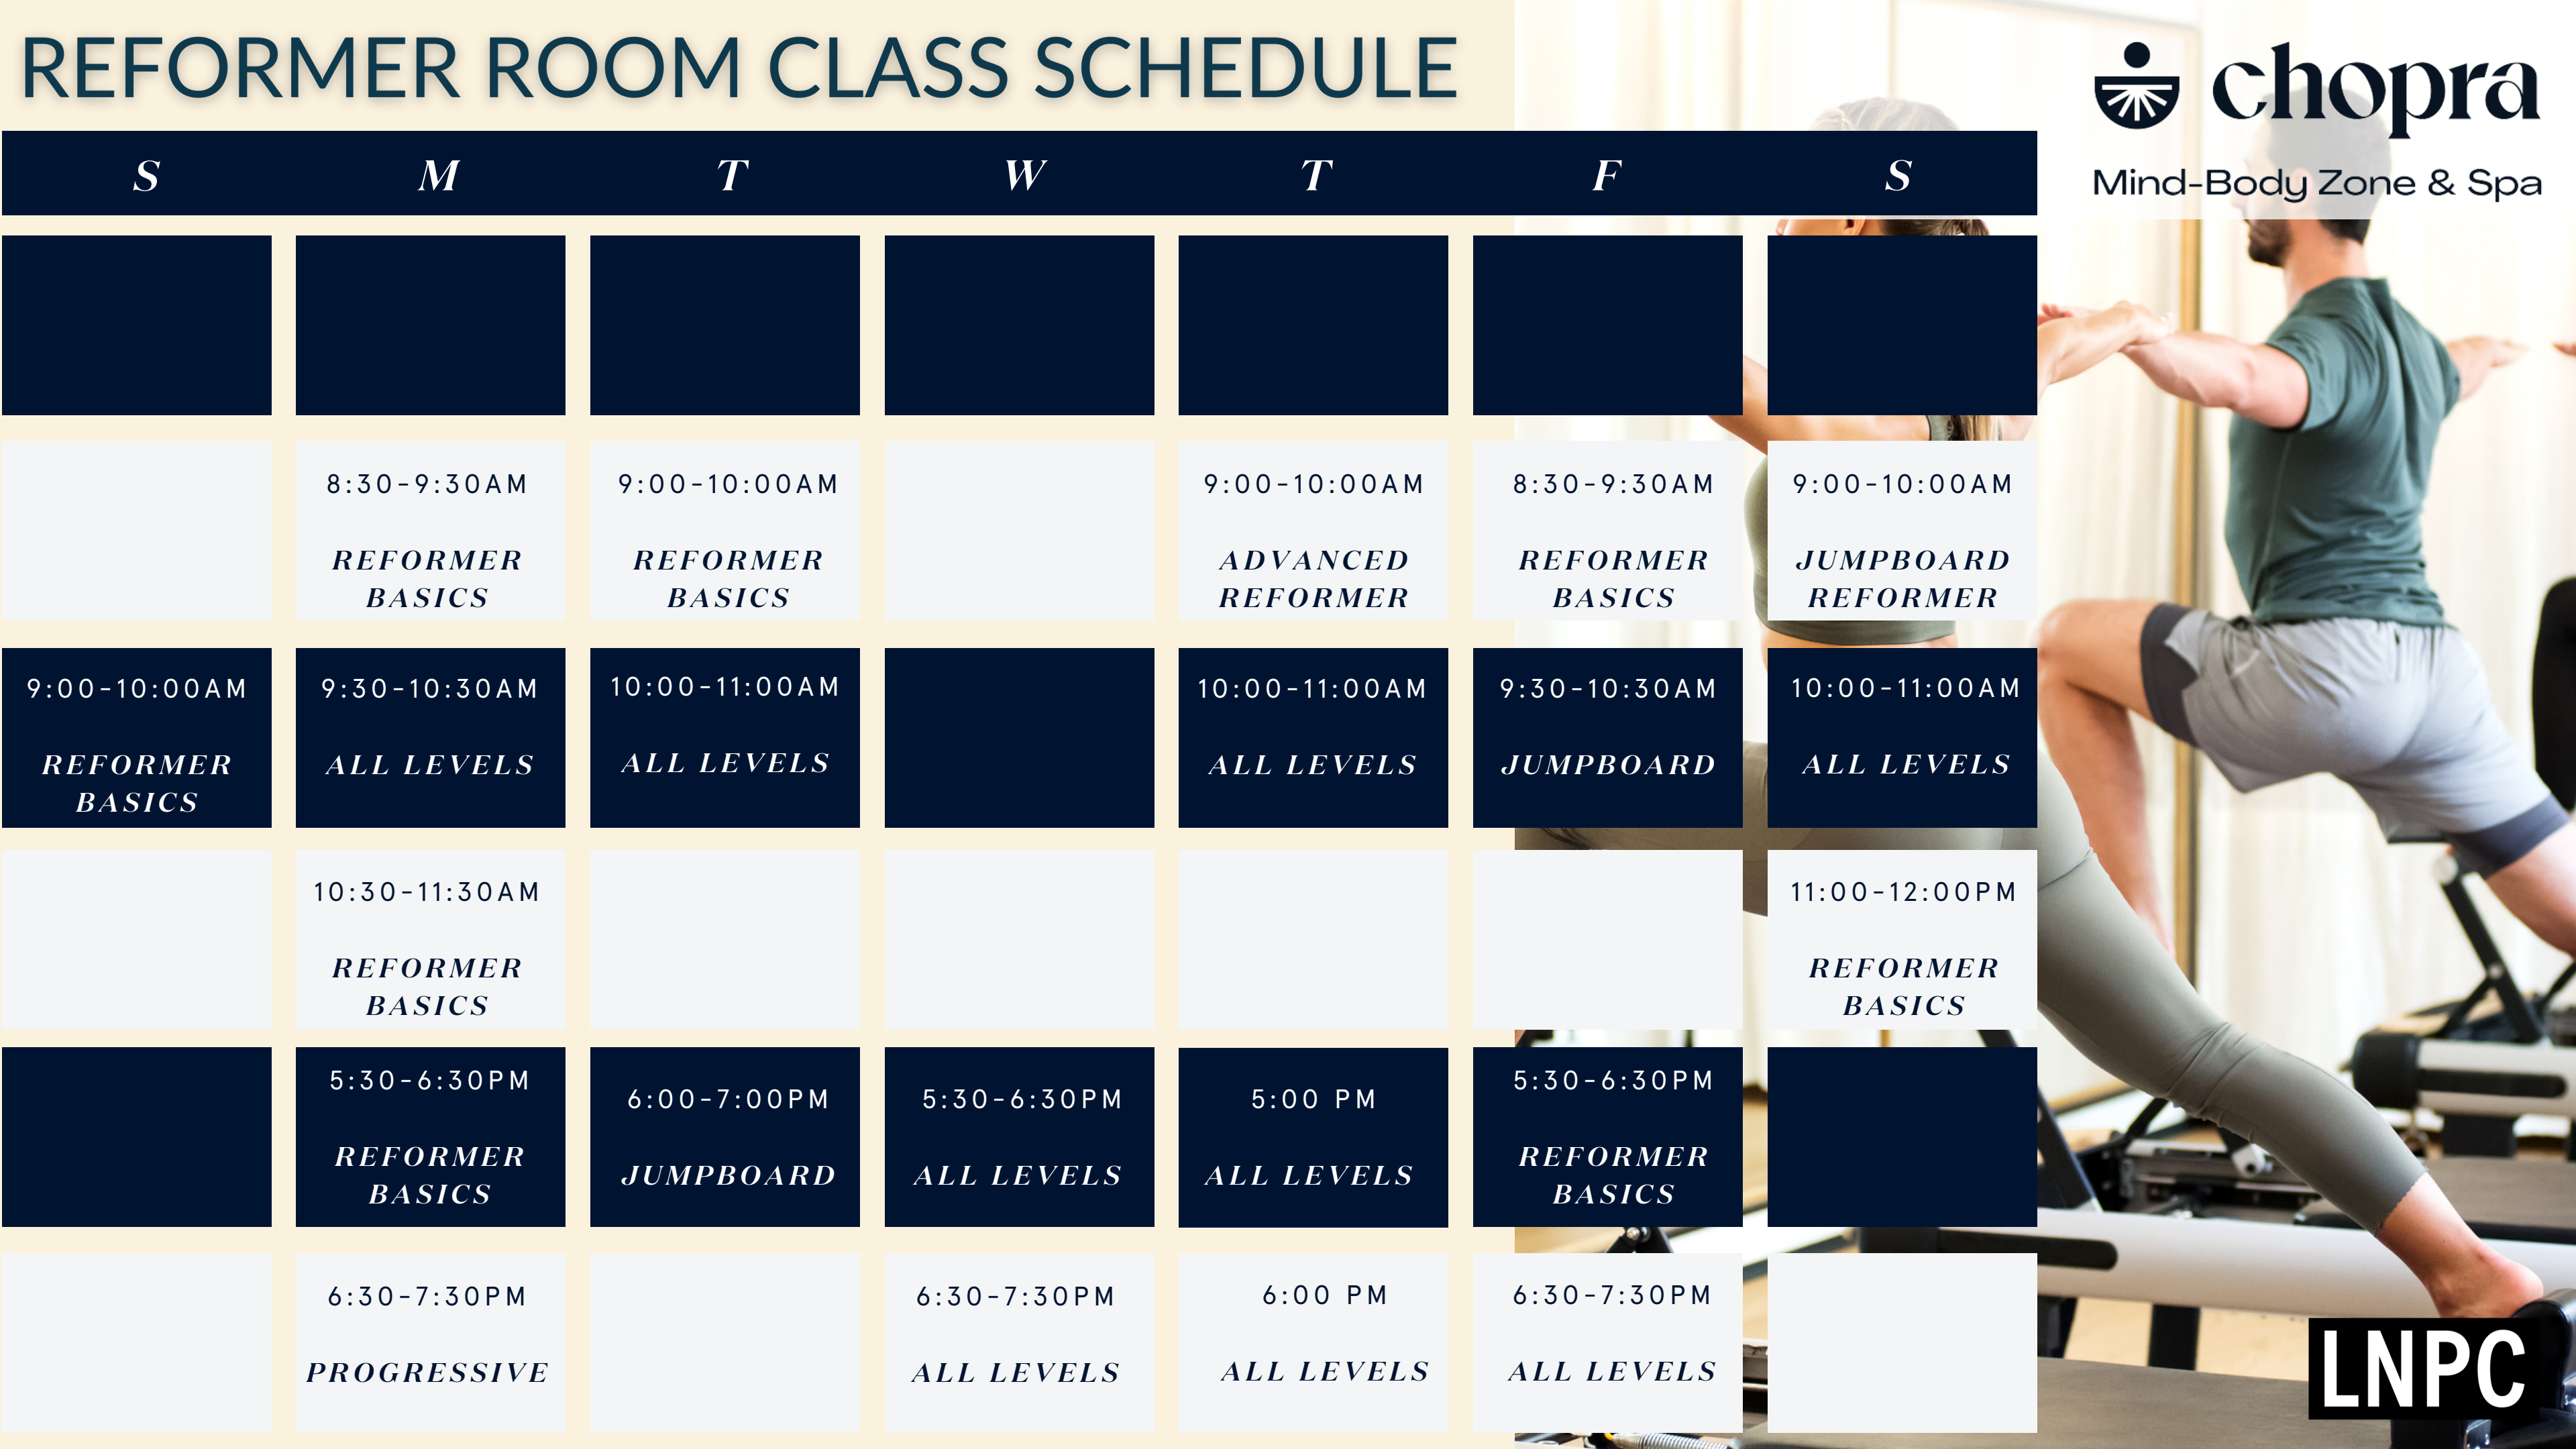 REFORMER ROOM CLASS SCHEDULE
chopra
Mind-Body Zone & Spa
S M T W T F S
8:30-9:30AM
REFORMER
BASICS
9:00-10:00AM
REFORMER
BASICS
9:00-10:00AM
ADVANCED
REFORMER
8:30-9:30AM
REFORMER
BASICS
9:00-10:00AM
JUMPBOARD
REFORMER
9:00-10:00AM
REFORMER
BASICS
9:30-10:30AM
ALL LEVELS
10:00-11:00AM
ALL LEVELS
10:00-11:00AM
ALL LEVELS
9:30-10:30AM
JUMPBOARD
10:00-11:00AM
ALL LEVELS
10:30-11:30AM
REFORMER
BASICS
11:00-12:00PM
REFORMER
BASICS
5:30-6:30PM
REFORMER
BASICS
6:00-7:00PM
JUMPBOARD
5:30-6:30PM
ALL LEVELS
5:00 PM
ALL LEVELS
5:30-6:30PM
REFORMER
BASICS
6:30-7:30PM
PROGRESSIVE
6:30-7:30PM
ALL LEVELS
6:00 PM
ALL LEVELS
6:30-7:30PM
ALL LEVELS
LNPC